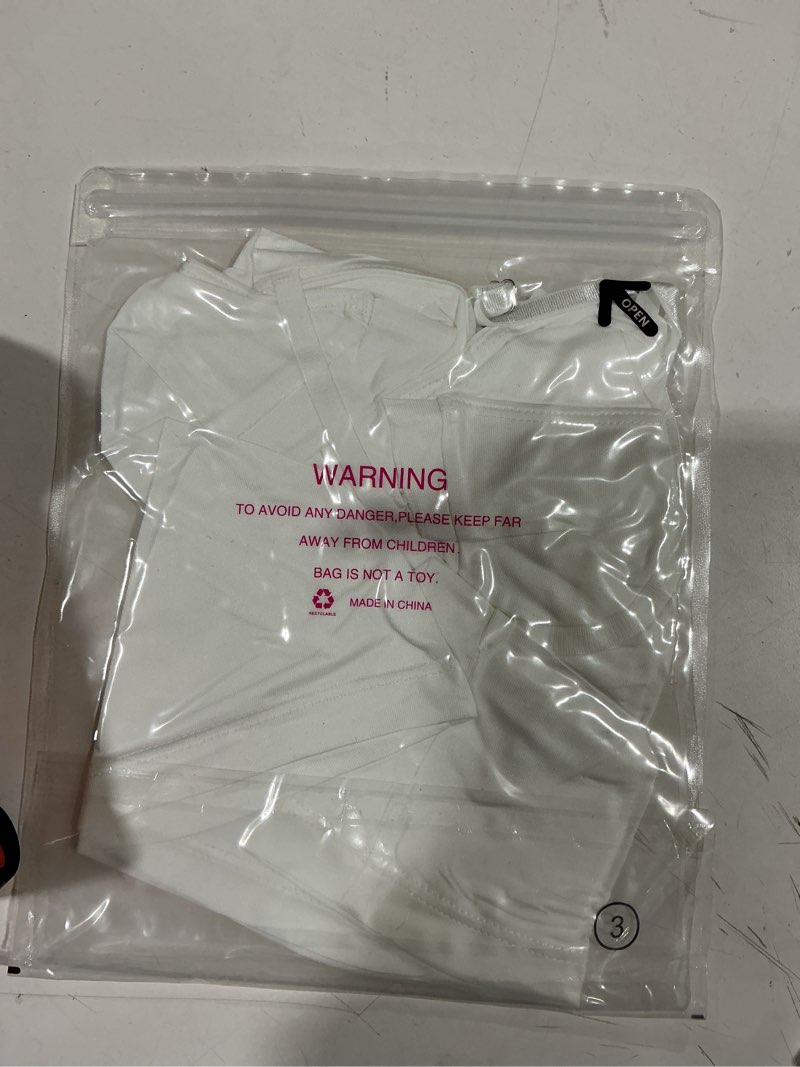 OPEN
WARNING
TO AVOID ANY DANGER,PLEASE KEEP FAR
AWAY FROM CHILDREN.
BAG IS NOT A TOY.
RECYCLABLE
MADE IN CHINA
3